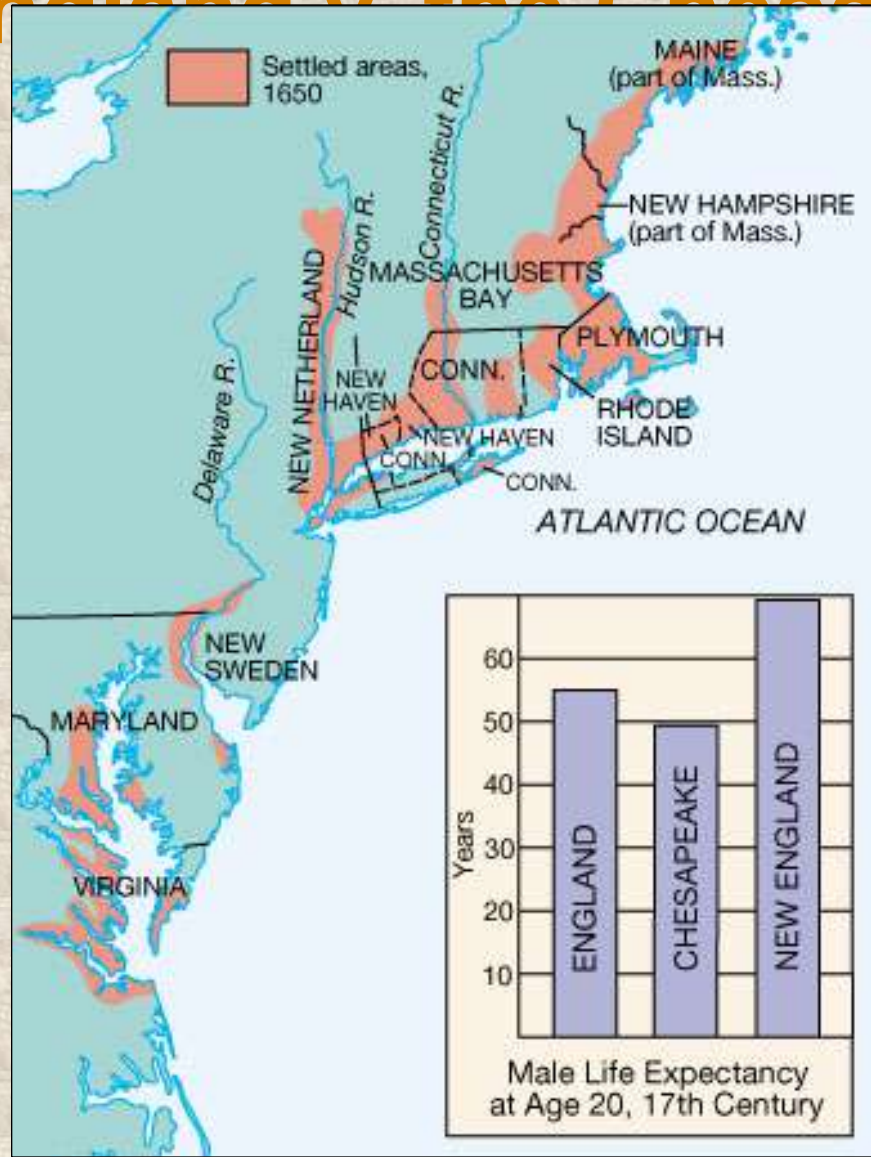 Settled areas,
1650
MAINE
(part of Mass.)
Connecticut R.
Hudson R.
NEW HAMPSHIRE
(part of Mass.)
MASSACHUSETTS
BAY
NEW NETHERLAND
PLYMOUTH
CONN.
NEW
HAVEN
Delaware R.
RHODE
ISLAND
NEW HAVEN
CONN.
CONN.
ATLANTIC OCEAN
NEW
SWEDEN
MARYLAND
VIRGINIA
Years
60
50
40
30
20
10
ENGLAND
CHESAPEAKE
NEW ENGLAND
Male Life Expectancy
at Age 20, 17th Century